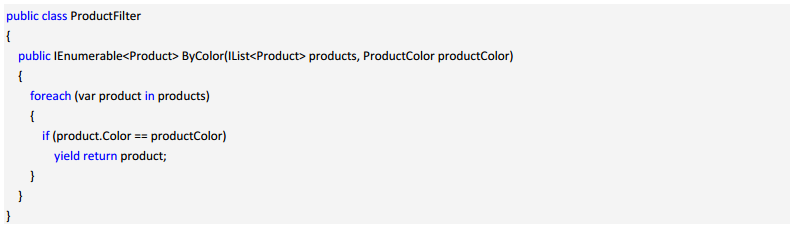 public class ProductFilter
{
public IEnumerable<Product> ByColor(IList<Product> products, ProductColor productColor)
{
foreach (var product in products)
{
if (product.Color == productColor)
yield return product;
}
}
}